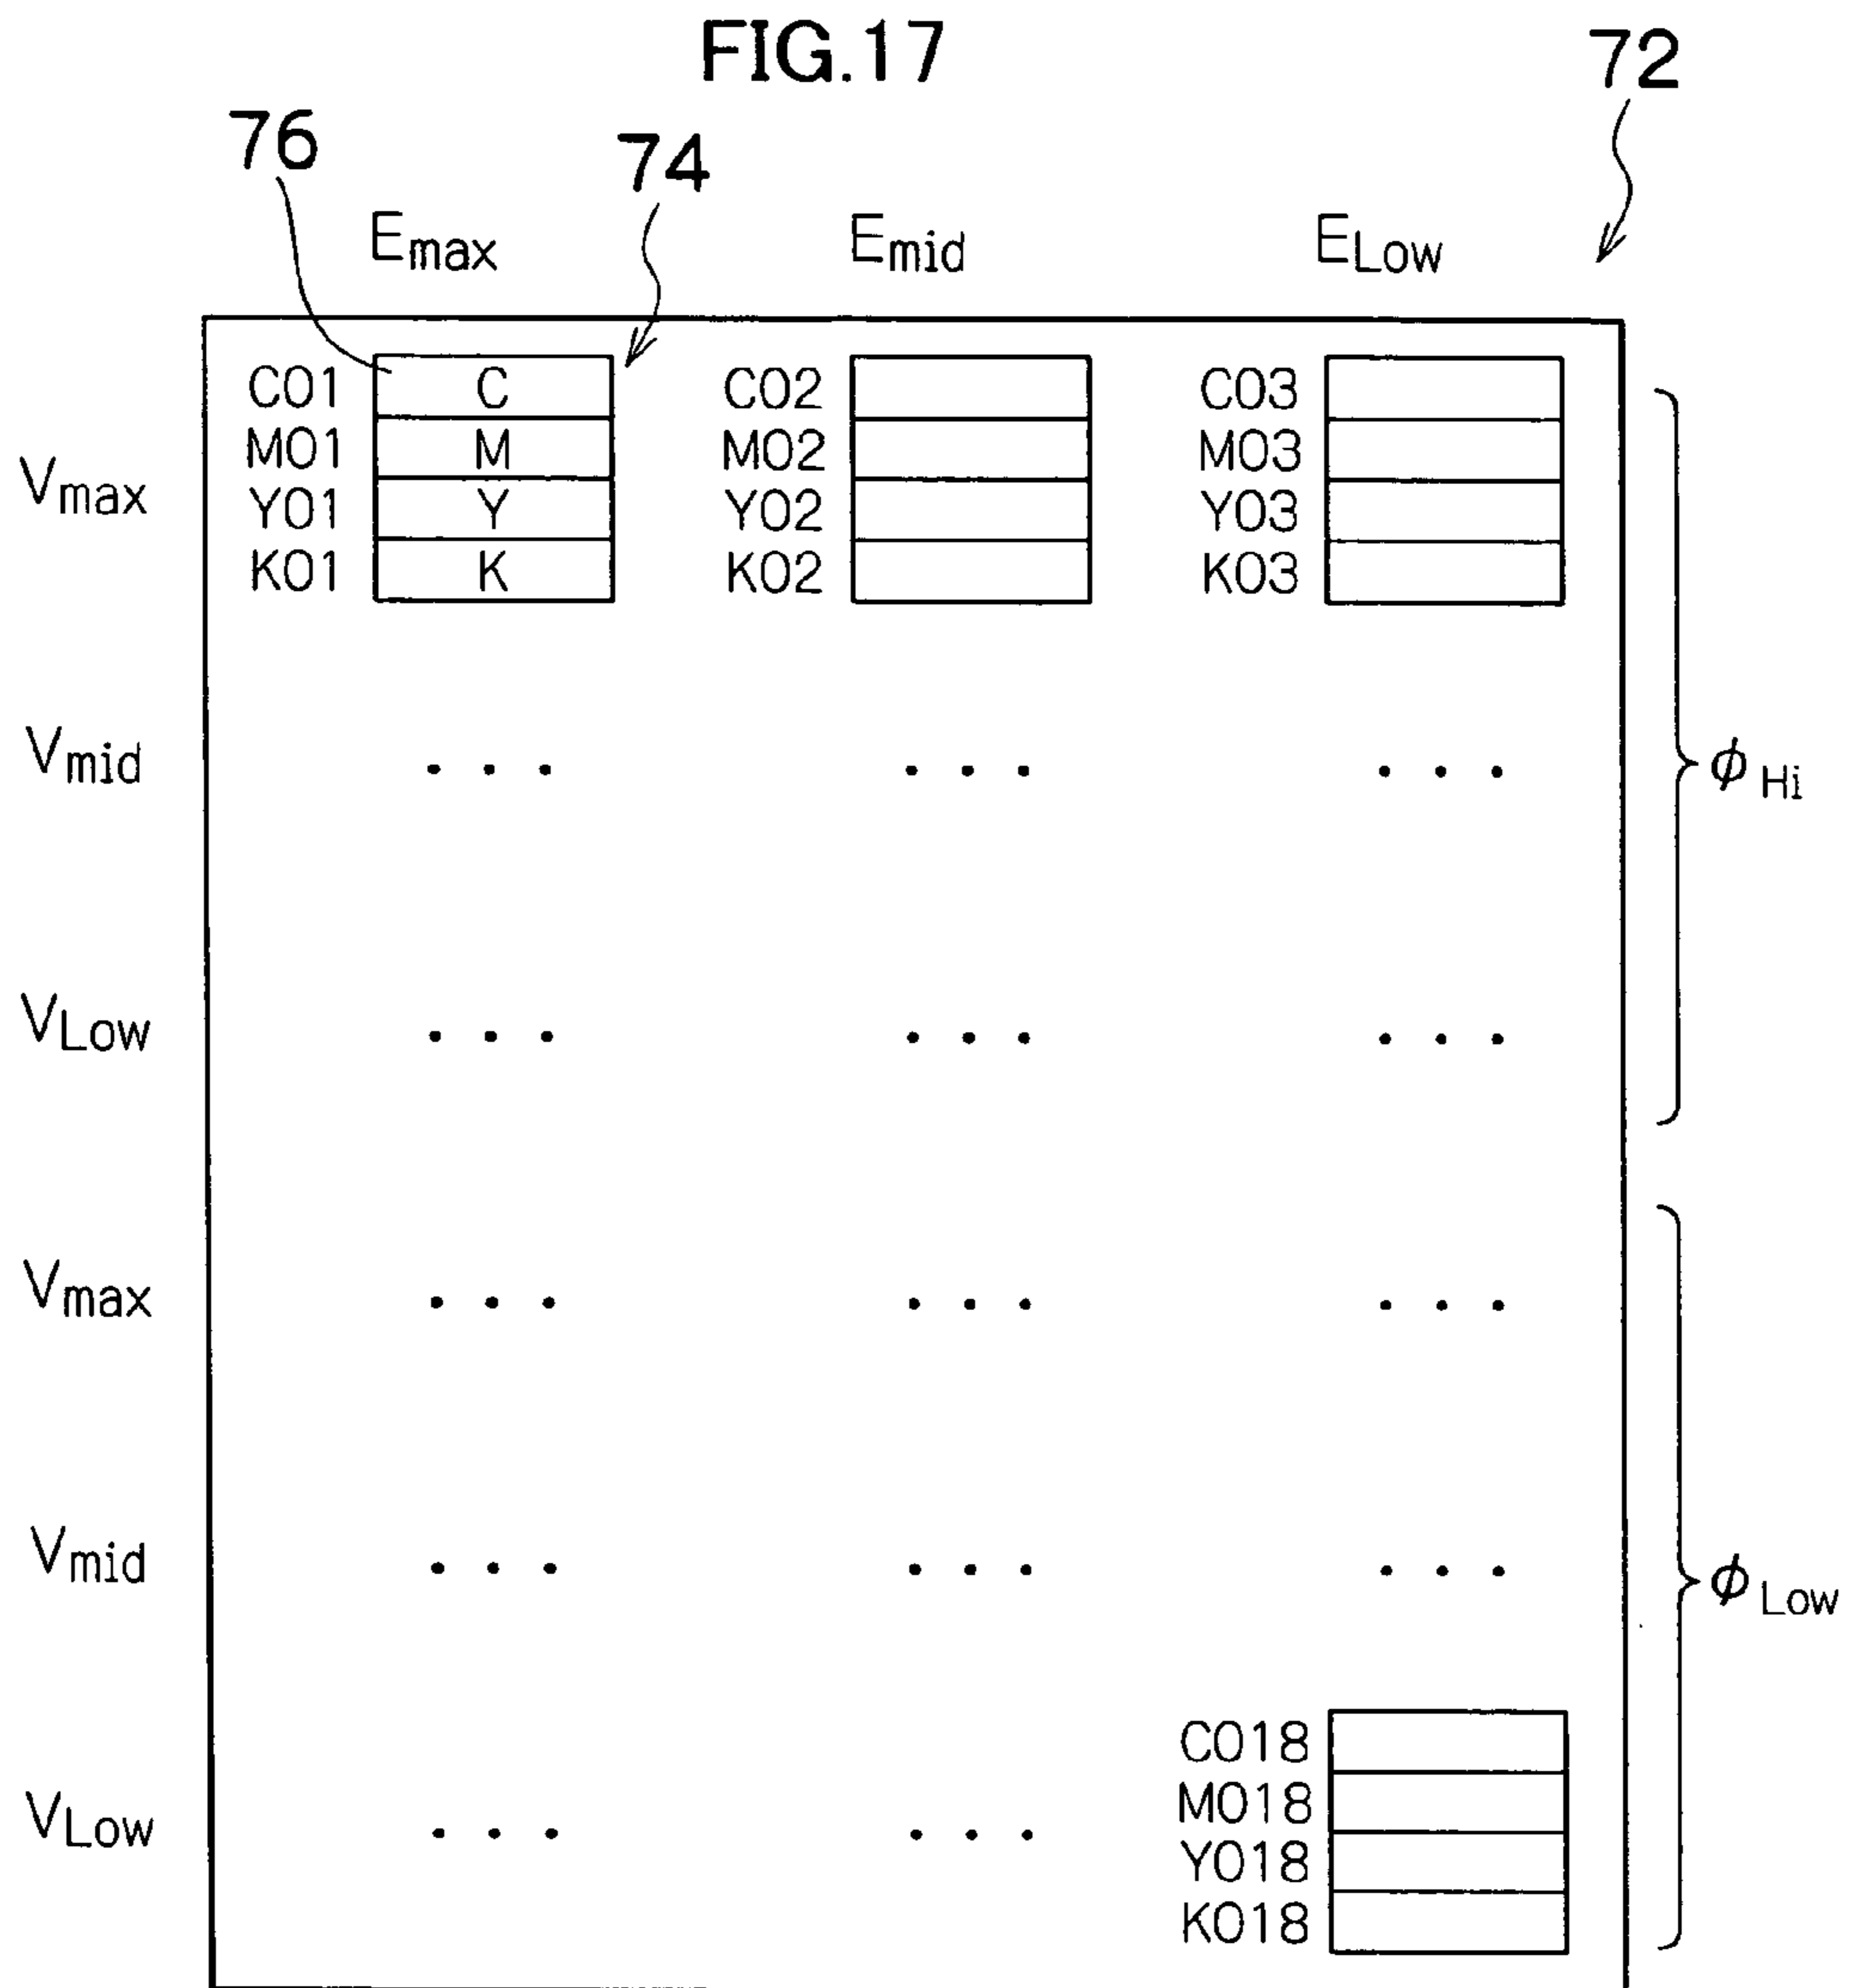 FIG.17
72
76
74
Emax Emid ELow
Vmax
C01 C
M01 M
Y01 Y
K01 K
C02
M02
Y02
K02
C03
M03
Y03
K03
Vmid ... ... ...
ϕHi
VLow ... ... ...
Vmax ... ... ...
Vmid ... ... ...
ϕLow
VLow ... ...
C018
M018
Y018
K018